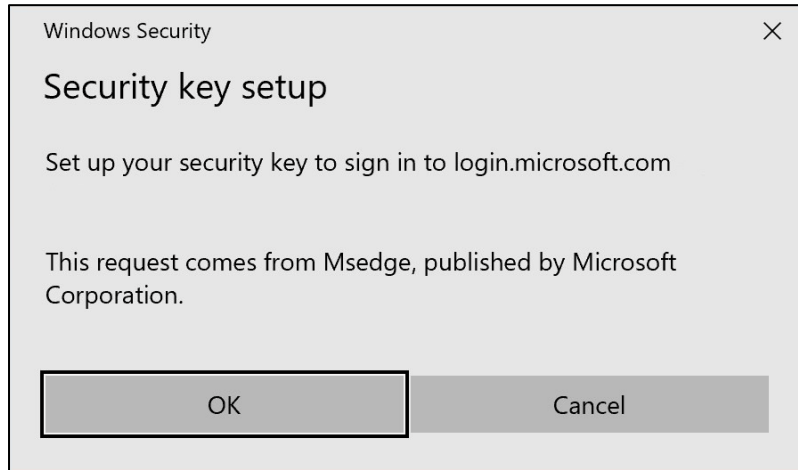 Windows Security
Security key setup
Set up your security key to sign in to login.microsoft.com
This request comes from Msedge, published by Microsoft
Corporation.
OK
Cancel